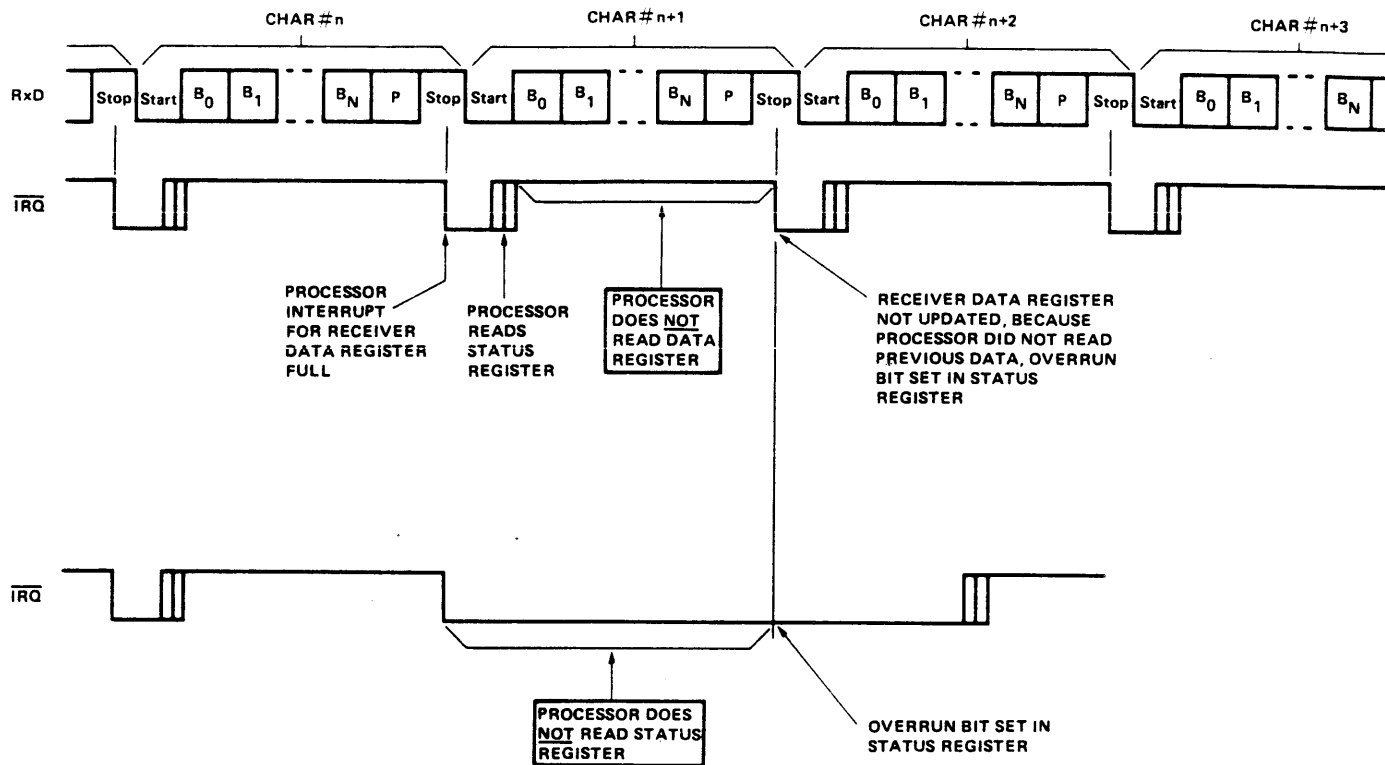 CHAR#n
CHAR#n+1
CHAR#n+2
CHAR#n+3
RxD
Stop Start B0 B1 BN P Stop Start B0 B1 BN P Stop Start B0 B1 BN P Stop Start B0 B1 BN
IRQ
PROCESSOR
INTERRUPT
FOR RECEIVER
DATA REGISTER
FULL
PROCESSOR
READS
STATUS
REGISTER
PROCESSOR
DOES NOT
READ DATA
REGISTER
RECEIVER DATA REGISTER
NOT UPDATED, BECAUSE
PROCESSOR DID NOT READ
PREVIOUS DATA, OVERRUN
BIT SET IN STATUS
REGISTER
IRQ
PROCESSOR DOES
NOT READ STATUS
REGISTER
OVERRUN BIT SET IN
STATUS REGISTER